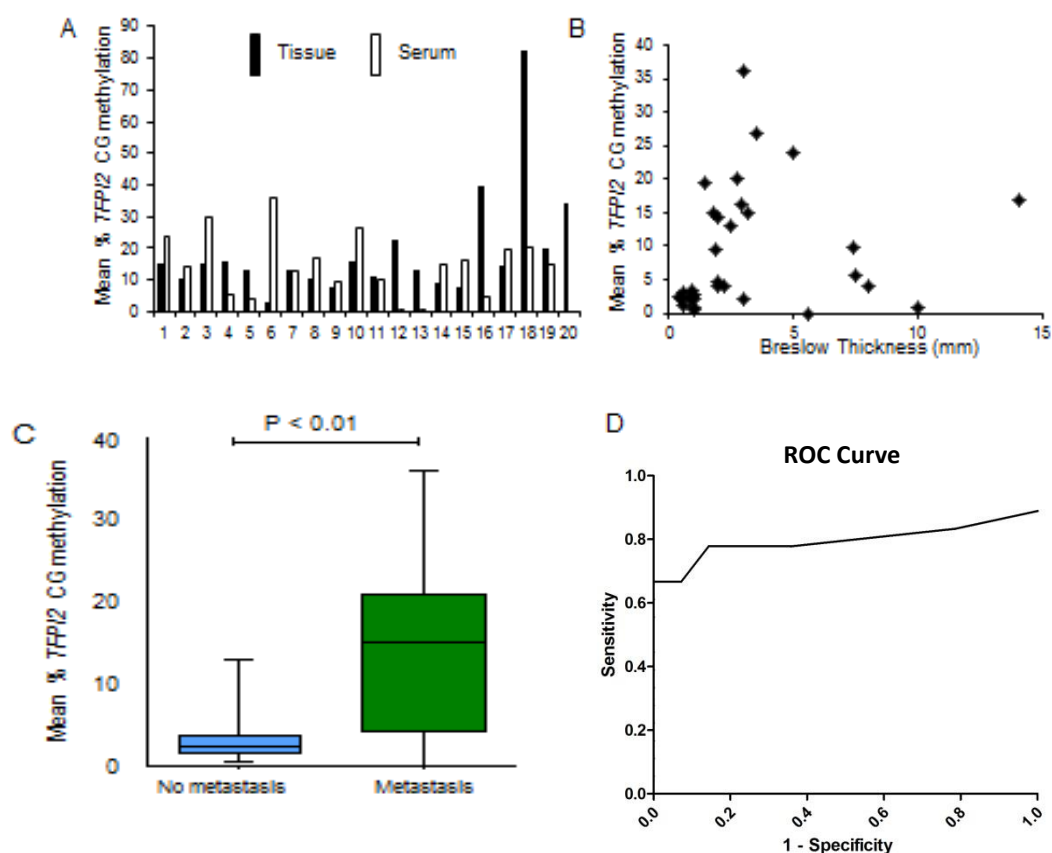 A
Mean % TFPI2 CG methylation
90
80
70
60
50
40
30
20
10
0
Tissue
Serum
1 2 3 4 5 6 7 8 9 10 11 12 13 14 15 16 17 18 19 20
B
Mean % TFPI2 CG methylation
40
35
30
25
20
15
10
5
0
0 5 10 15
Breslow Thickness (mm)
C
P < 0.01
Mean % TFPI2 CG methylation
40
30
20
10
0
No metastasis Metastasis
D
ROC Curve
Sensitivity
1.0
0.8
0.6
0.4
0.2
0.0
0.0 0.2 0.4 0.6 0.8 1.0
1 - Specificity